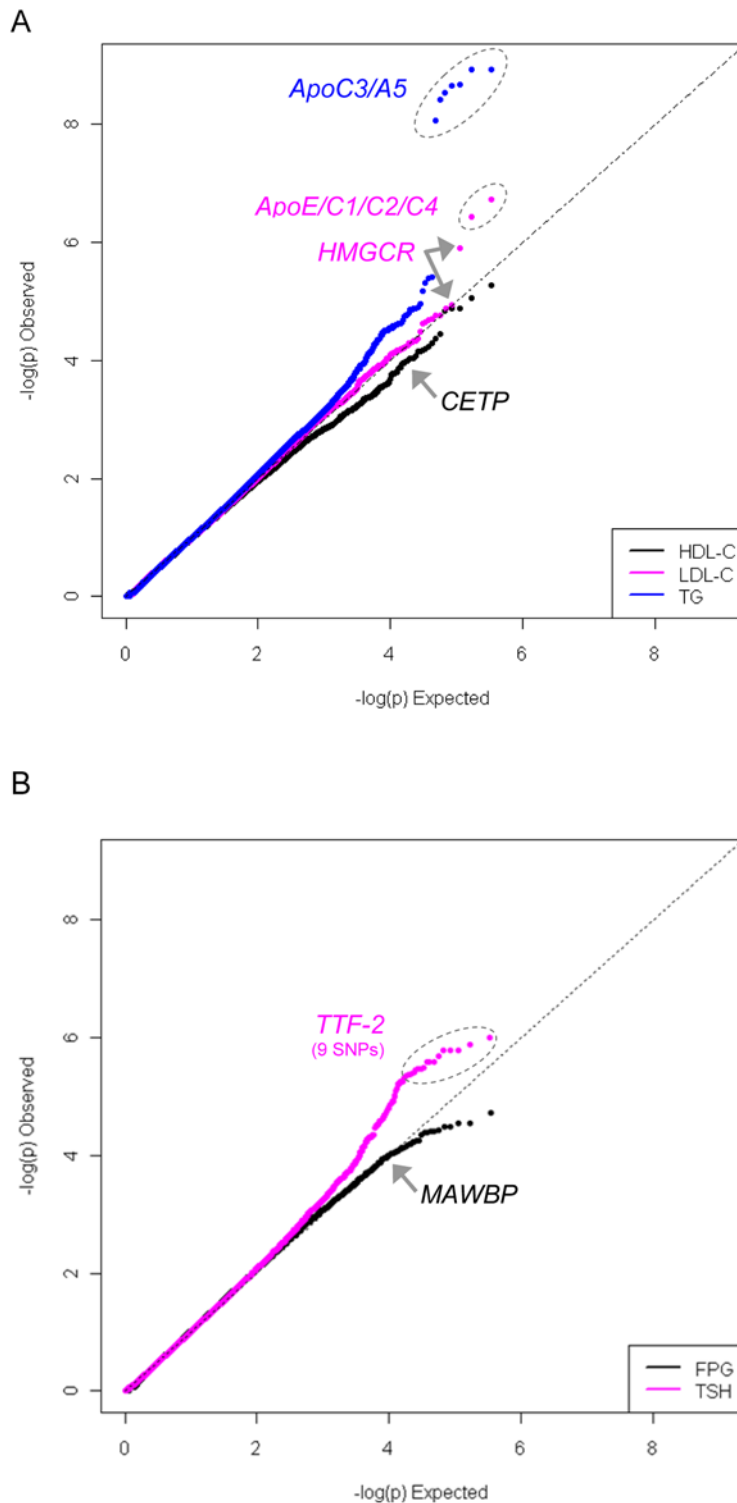 A
ApoC3/A5
ApoE/C1/C2/C4
HMGCR
CETP
-log(p) Observed
8
6
4
2
0
0 2 4 6 8
-log(p) Expected
HDL-C
LDL-C
TG
B
TTF-2
(9 SNPs)
MAWBP
-log(p) Observed
8
6
4
2
0
0 2 4 6 8
-log(p) Expected
FPG
TSH